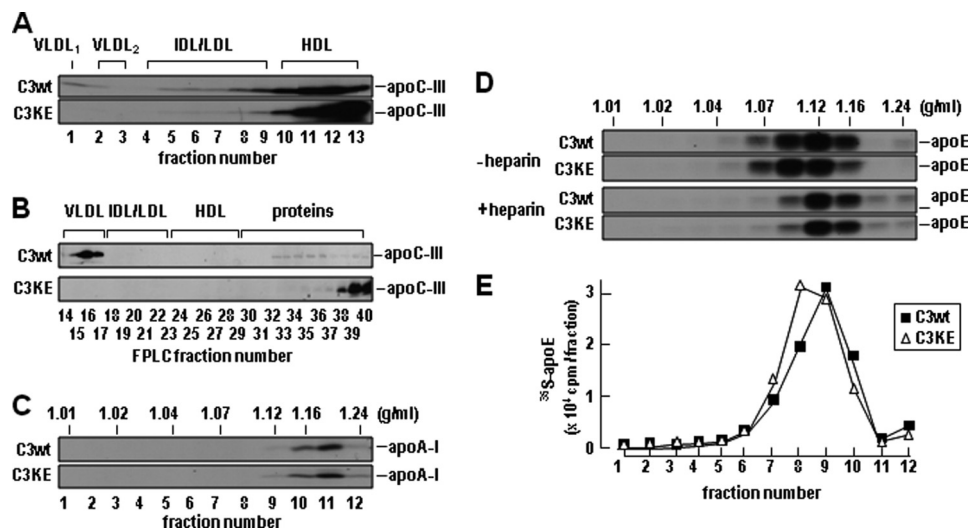 A
VLDL1 VLDL2 IDL/LDL HDL
C3wt apoC-III
C3KE apoC-III
1 2 3 4 5 6 7 8 9 10 11 12 13
fraction number
B
VLDL IDL/LDL HDL proteins
C3wt apoC-III
C3KE apoC-III
14 16 18 20 22 24 26 28 30 32 34 36 38 40
15 17 19 21 23 25 27 29 31 33 35 37 39
FPLC fraction number
C
1.01 1.02 1.04 1.07 1.12 1.16 1.24 (g/ml)
C3wt apoA-I
C3KE apoA-I
1 2 3 4 5 6 7 8 9 10 11 12
fraction number
D
1.01 1.02 1.04 1.07 1.12 1.16 1.24 (g/ml)
-heparin
C3wt apoE
C3KE apoE
+heparin
C3wt apoE
C3KE apoE
E
35S-apoE
(x 10⁴ cpm/fraction)
3
2
1
0
C3wt
C3KE
1 2 3 4 5 6 7 8 9 10 11 12
fraction number